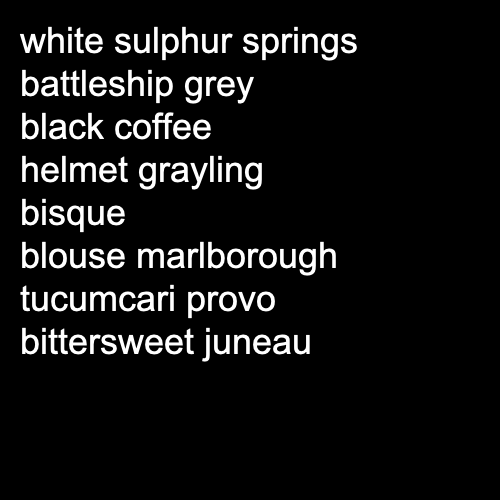 white sulphur springs
battleship grey
black coffee
helmet grayling
bisque
blouse marlborough
tucumcari provo
bittersweet juneau